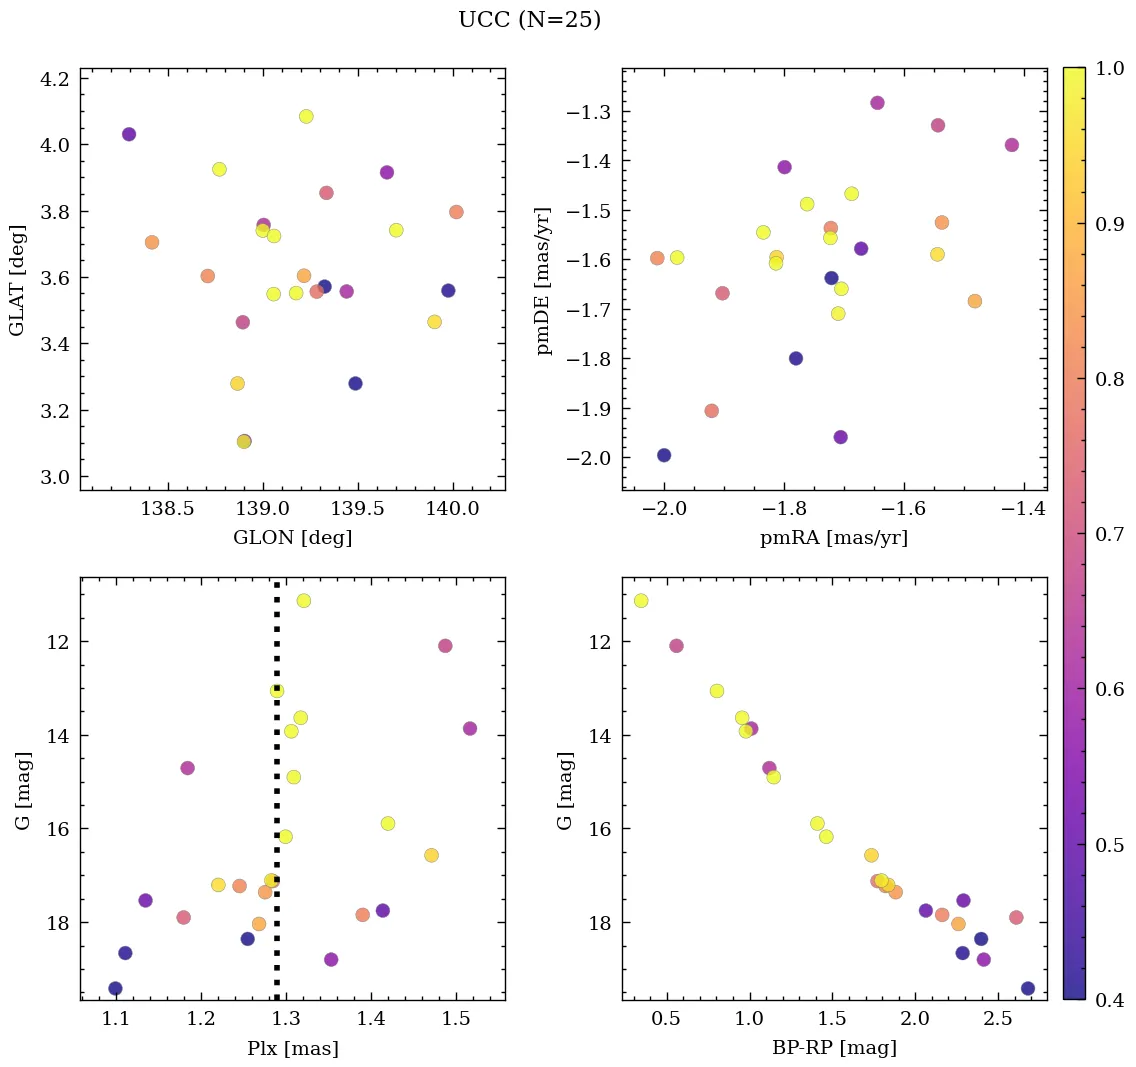 UCC (N=25)
4.2
4.0
3.8
3.6
3.4
3.2
3.0
GLAT [deg]
138.5 139.0 139.5 140.0
GLON [deg]
−1.3
−1.4
−1.5
−1.6
−1.7
−1.8
−1.9
−2.0
pmDE [mas/yr]
−2.0 −1.8 −1.6 −1.4
pmRA [mas/yr]
12
14
16
18
G [mag]
1.1 1.2 1.3 1.4 1.5
Plx [mas]
12
14
16
18
G [mag]
0.5 1.0 1.5 2.0 2.5
BP-RP [mag]
1.0
0.9
0.8
0.7
0.6
0.5
0.4